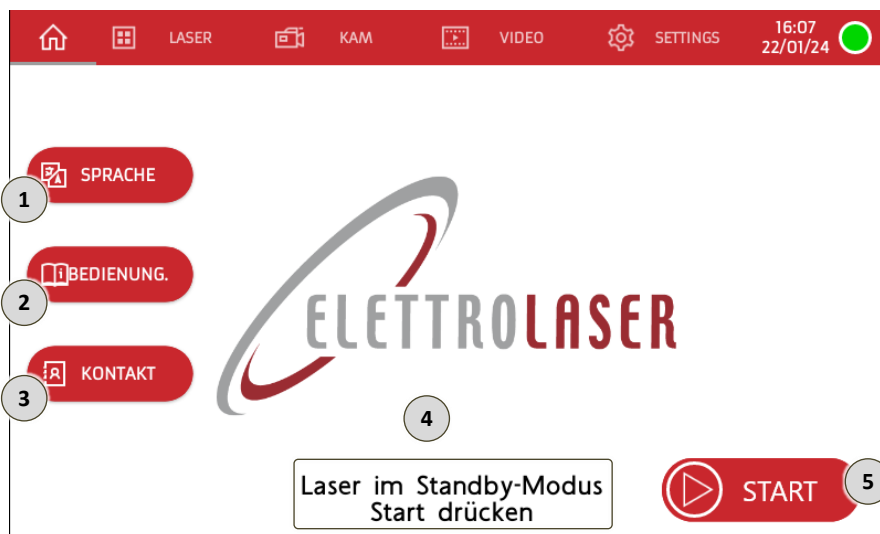 LASER
KAM
VIDEO
SETTINGS
16:07
22/01/24
SPRACHE
1
BEDIENUNG.
2
KONTAKT
3
ELETTROLASER
4
Laser im Standby-Modus
Start drücken
START
5